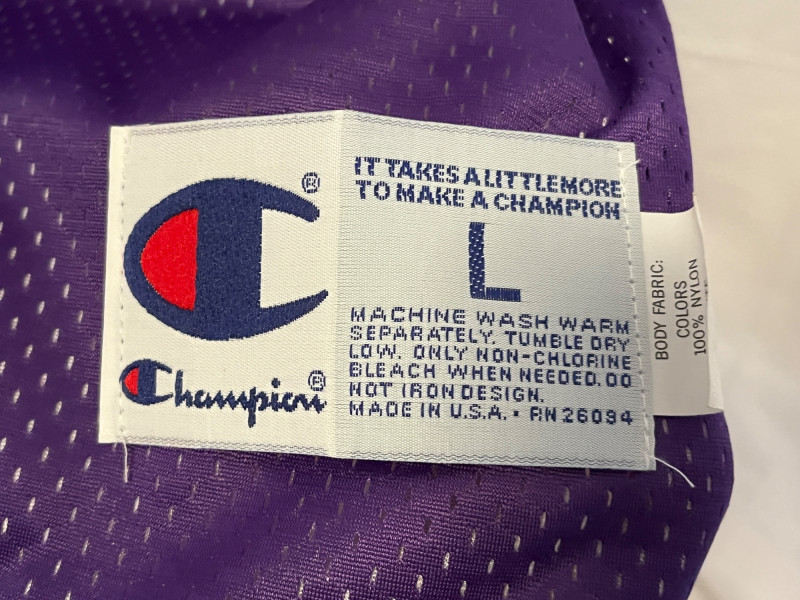 ®
Champion®
IT TAKES A LITTLE MORE
TO MAKE A CHAMPION
L
MACHINE WASH WARM
SEPARATELY. TUMBLE DRY
LOW. ONLY NON-CHLORINE
BLEACH WHEN NEEDED. DO
NOT IRON DESIGN.
MADE IN U.S.A. • RN 26094
BODY FABRIC:
COLORS
100% NYLON